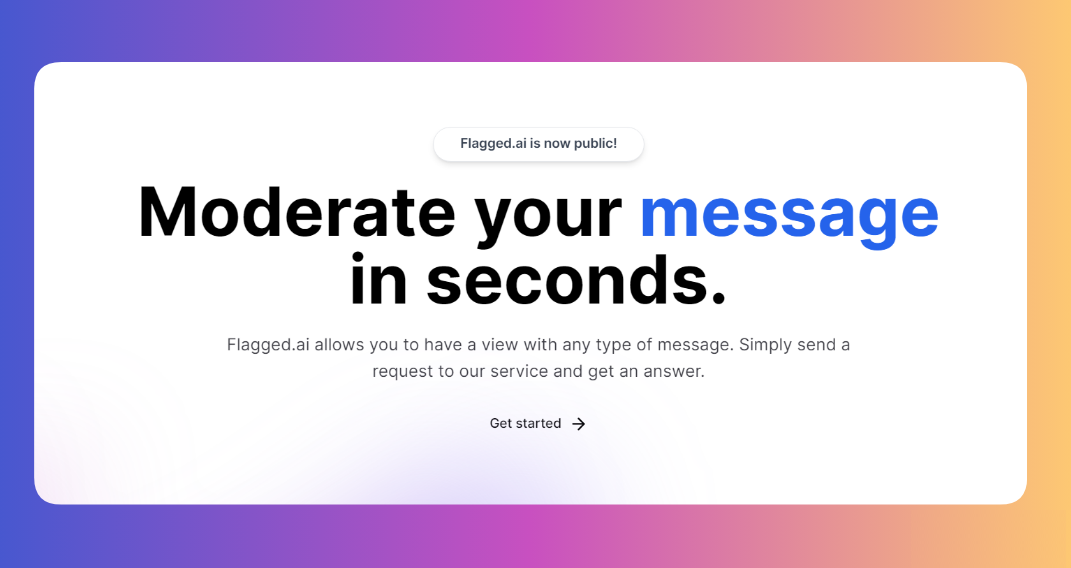 Flagged.ai is now public!
Moderate your message
in seconds.
Flagged.ai allows you to have a view with any type of message. Simply send a
request to our service and get an answer.
Get started →